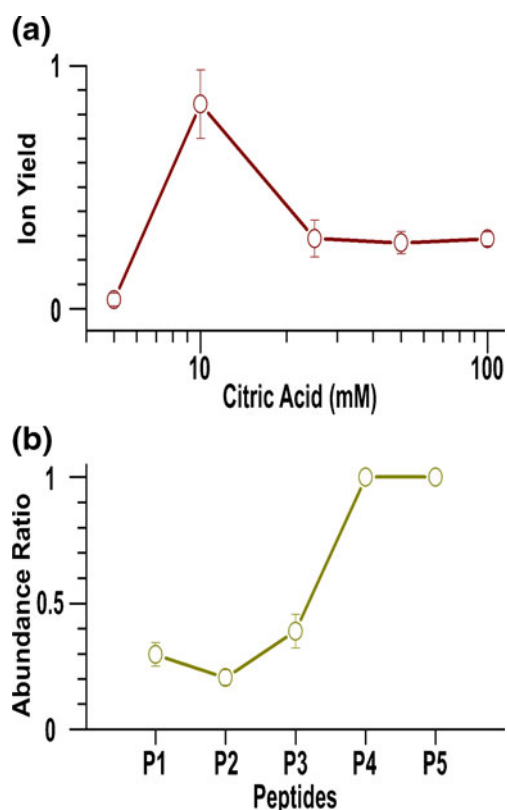 (a)
1
Ion Yield
0
10
100
Citric Acid (mM)
(b)
1
Abundance Ratio
0.5
0
P1 P2 P3 P4 P5
Peptides